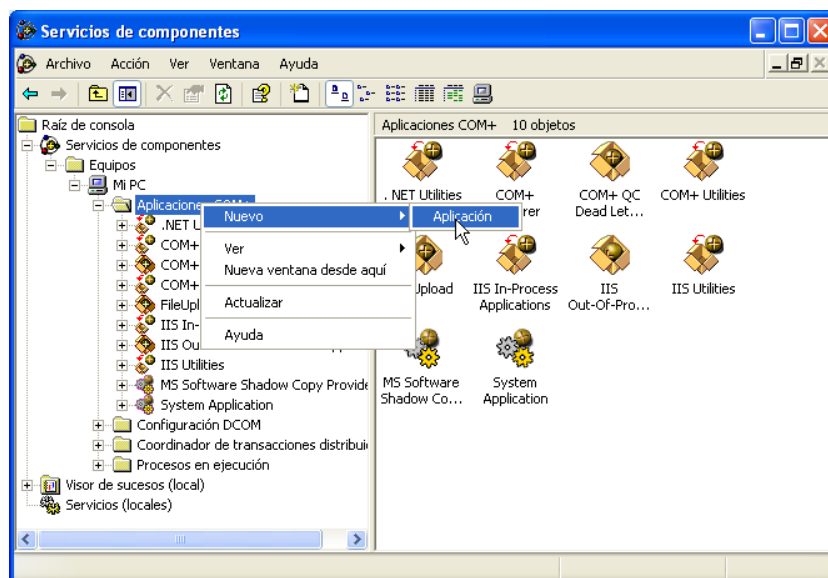 Servicios de componentes
Archivo Acción Ver Ventana Ayuda
Raíz de consola
Servicios de componentes
Equipos
Mi PC
Aplicaciones COM+
.NET U
COM+
COM+
COM+
FileUpl
IIS In-
IIS Ou
IIS Utilities
MS Software Shadow Copy Provide
System Application
Configuración DCOM
Coordinador de transacciones distribui
Procesos en ejecución
Visor de sucesos (local)
Servicios (locales)
Nuevo
Aplicación
Ver
Nueva ventana desde aquí
Actualizar
Ayuda
Aplicaciones COM+ 10 objetos
.NET Utilities
COM+
rer
COM+ QC
Dead Let...
COM+ Utilities
Upload
IIS In-Process
Applications
IIS
Out-Of-Pro...
IIS Utilities
MS Software
Shadow Co...
System
Application